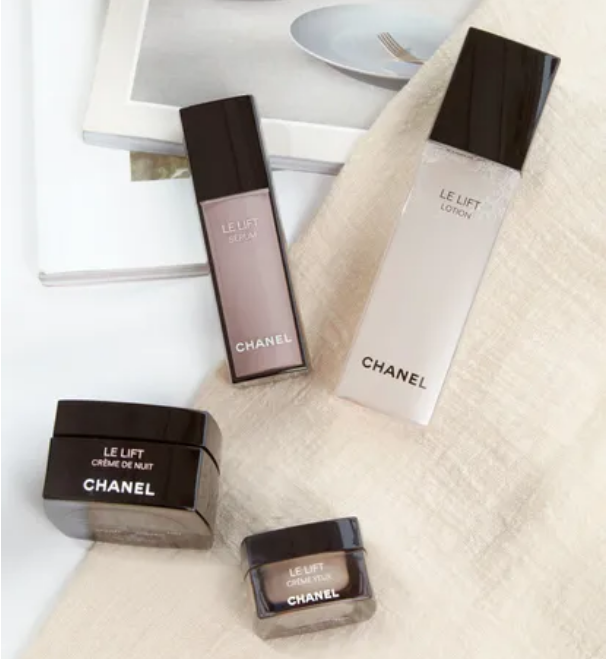 LE LIFT
SÉRUM
CHANEL
LE LIFT
LOTION
CHANEL
LE LIFT
CRÈME DE NUIT
CHANEL
LE LIFT
CRÈME YEUX
CHANEL